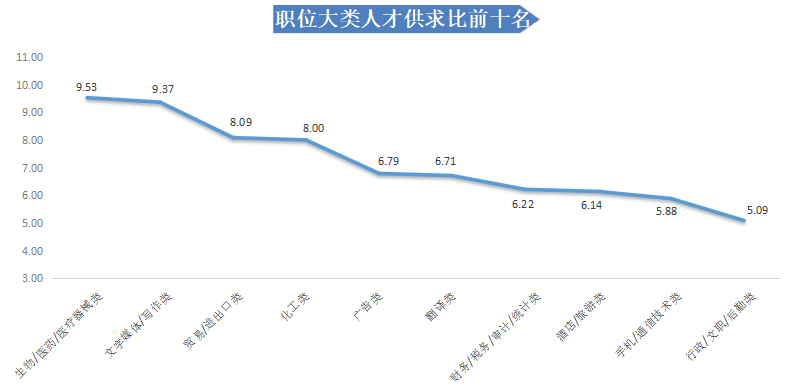 职位大类人才供求比前十名
11.00
10.00
9.00
8.00
7.00
6.00
5.00
4.00
3.00
9.53
9.37
8.09
8.00
6.79
6.71
6.22
6.14
5.88
5.09
生物/医药/医疗器械类
文字媒体/写作类
贸易/进出口类
化工类
广告类
翻译类
财务/税务/审计/统计类
酒店/旅游类
手机/通信技术类
行政/文职/后勤类